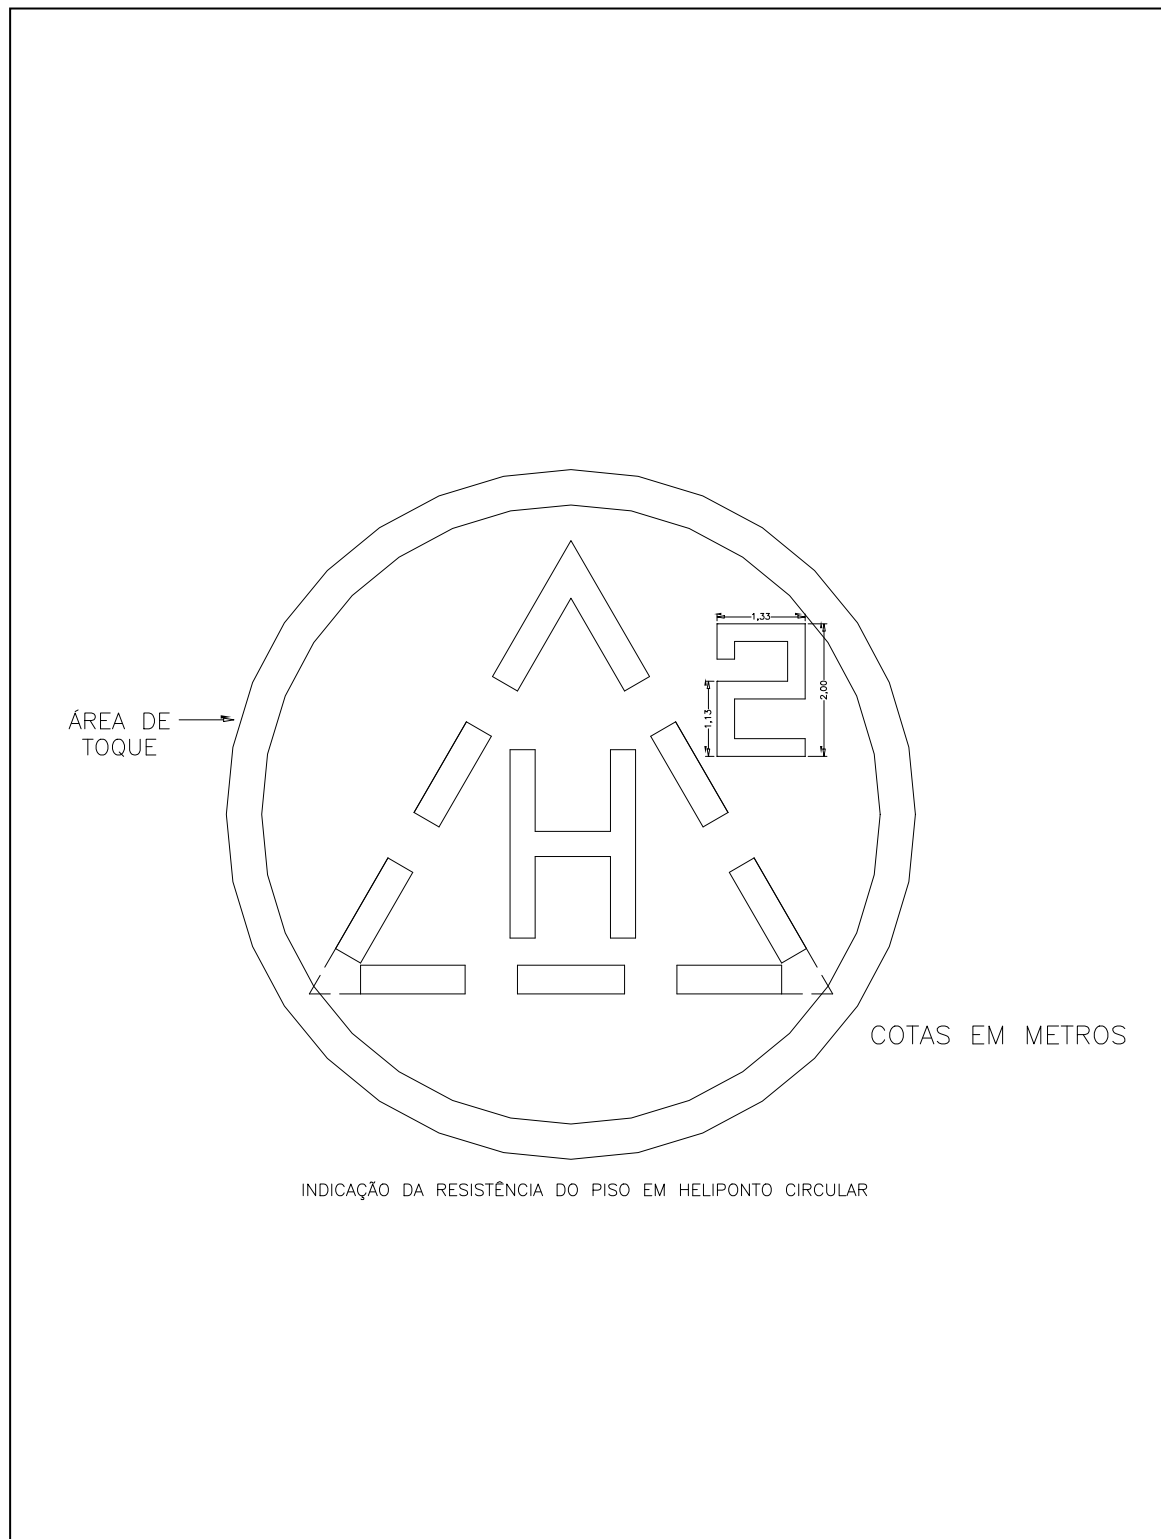 1,33
2
2,00
1,13
ÁREA DE
TOQUE
H
COTAS EM METROS
INDICAÇÃO DA RESISTÊNCIA DO PISO EM HELIPONTO CIRCULAR